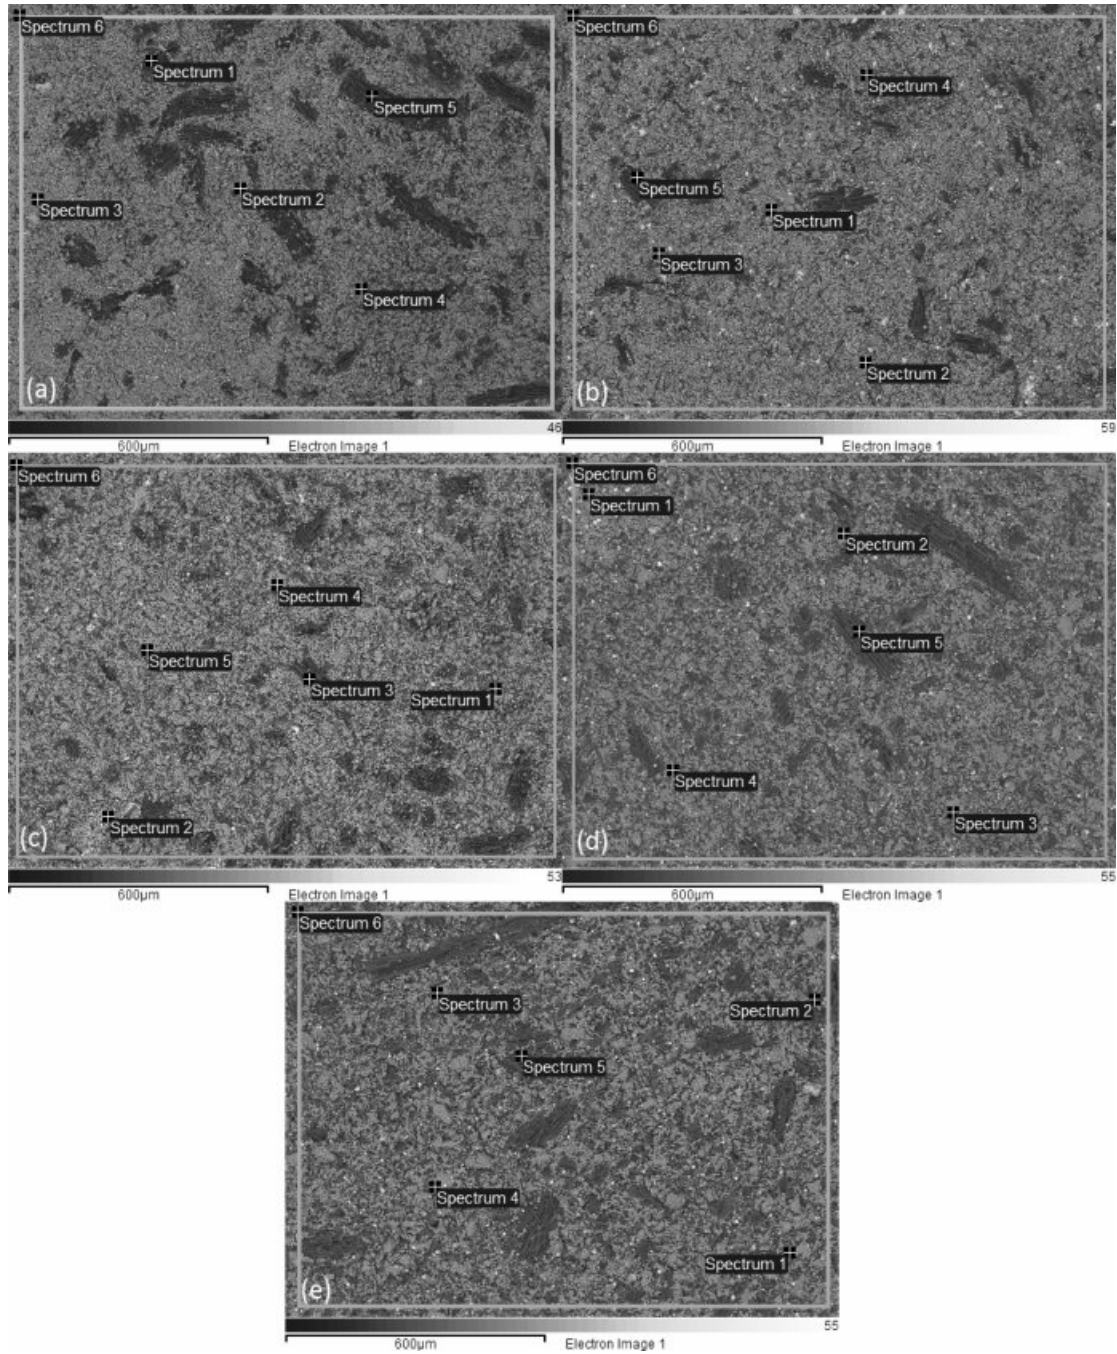 Spectrum 6
Spectrum 1
Spectrum 5
Spectrum 2
Spectrum 3
Spectrum 4
(a)
46
600µm
Electron Image 1
Spectrum 6
Spectrum 4
Spectrum 5
Spectrum 1
Spectrum 3
Spectrum 2
(b)
59
600µm
Electron Image 1
Spectrum 6
Spectrum 4
Spectrum 5
Spectrum 3
Spectrum 1
Spectrum 2
(c)
53
600µm
Electron Image 1
Spectrum 6
Spectrum 1
Spectrum 2
Spectrum 5
Spectrum 4
Spectrum 3
(d)
55
600µm
Electron Image 1
Spectrum 6
Spectrum 3
Spectrum 2
Spectrum 5
Spectrum 4
Spectrum 1
(e)
55
600µm
Electron Image 1